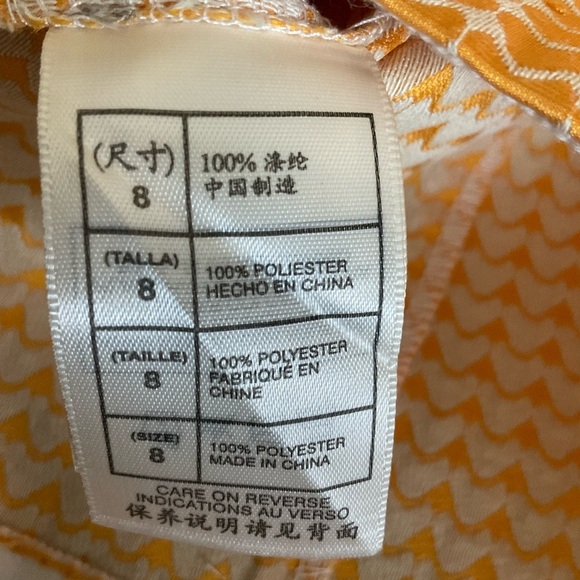 (尺寸)
8
100% 涤纶
中国制造
(TALLA)
8
100% POLIESTER
HECHO EN CHINA
(TAILLE)
8
100% POLYESTER
FABRIQUÉ EN
CHINE
(SIZE)
8
100% POLYESTER
MADE IN CHINA
CARE ON REVERSE
INDICATIONS AU VERSO
保养说明请见背面